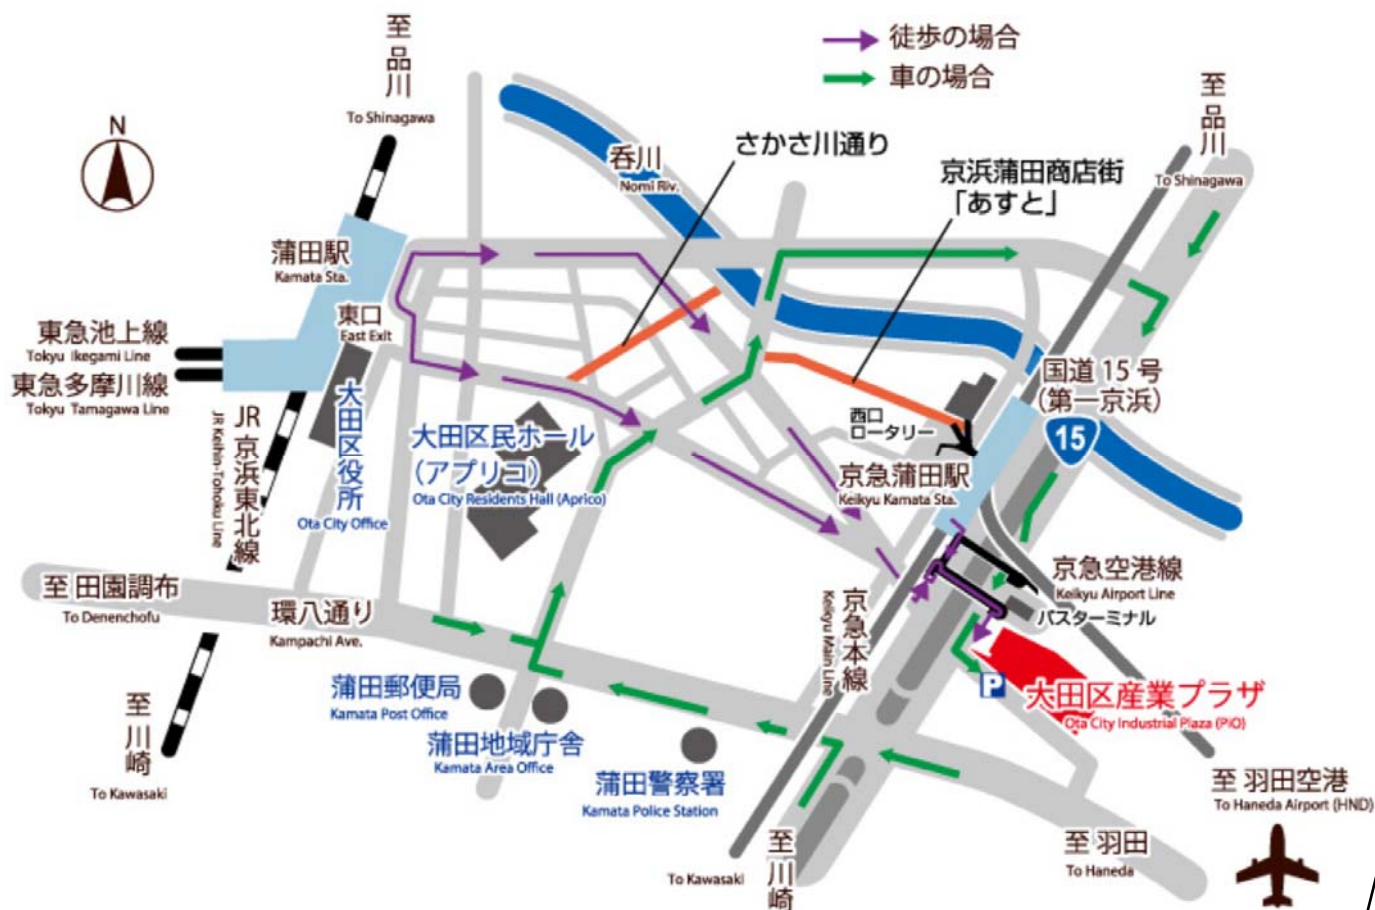 徒歩の場合
車の場合
N
至品川
To Shinagawa
至品川
To Shinagawa
さかさ川通り
呑川
Nomi Riv.
京浜蒲田商店街
「あすと」
蒲田駅
Kamata Sta.
東口
East Exit
東急池上線
Tokyu Ikegami Line
東急多摩川線
Tokyu Tamagawa Line
JR京浜東北線
JR Keihin-Tohoku Line
大田区役所
Ota City Office
大田区民ホール
(アプリコ)
Ota City Residents Hall (Aprico)
西口
ロータリー
国道15号
(第一京浜)
15
京急蒲田駅
Keikyu Kamata Sta.
京急空港線
Keikyu Airport Line
バスターミナル
至 田園調布
To Denenchofu
環八通り
Kampachi Ave.
京急本線
Keikyu Main Line
P
大田区産業プラザ
Ota City Industrial Plaza (PiO)
蒲田郵便局
Kamata Post Office
蒲田地域庁舎
Kamata Area Office
蒲田警察署
Kamata Police Station
至川崎
To Kawasaki
至川崎
To Kawasaki
至 羽田空港
To Haneda Airport (HND)
至 羽田
To Haneda